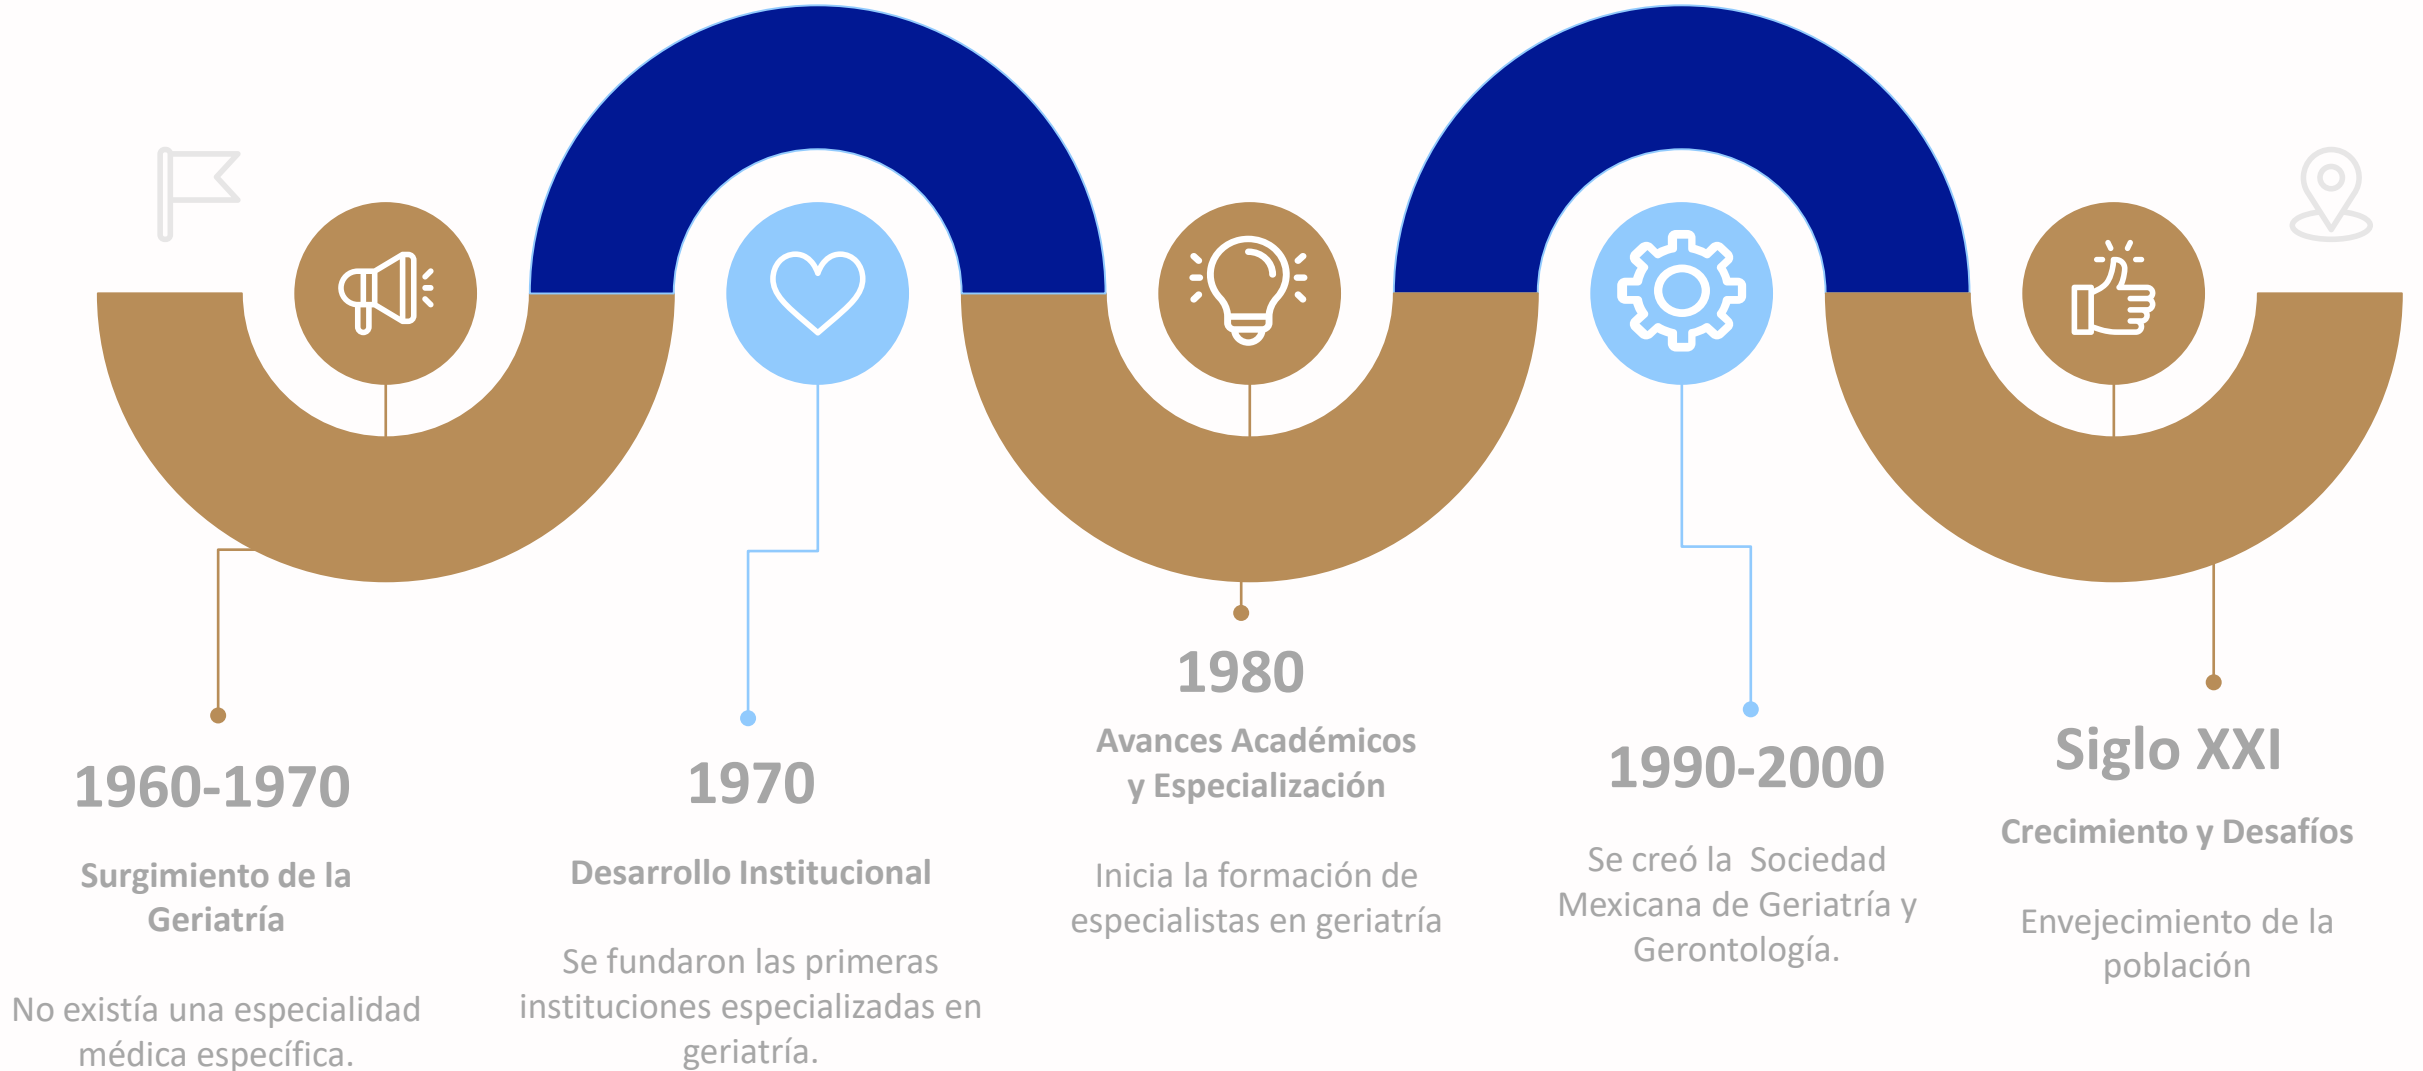 1960-1970
Surgimiento de la
Geriatría
No existía una especialidad
médica específica.
1970
Desarrollo Institucional
Se fundaron las primeras
instituciones especializadas en
geriatría.
1980
Avances Académicos
y Especialización
Inicia la formación de
especialistas en geriatría
1990-2000
Se creó la  Sociedad
Mexicana de Geriatría y
Gerontología.
Siglo XXI
Crecimiento y Desafíos
Envejecimiento de la
población